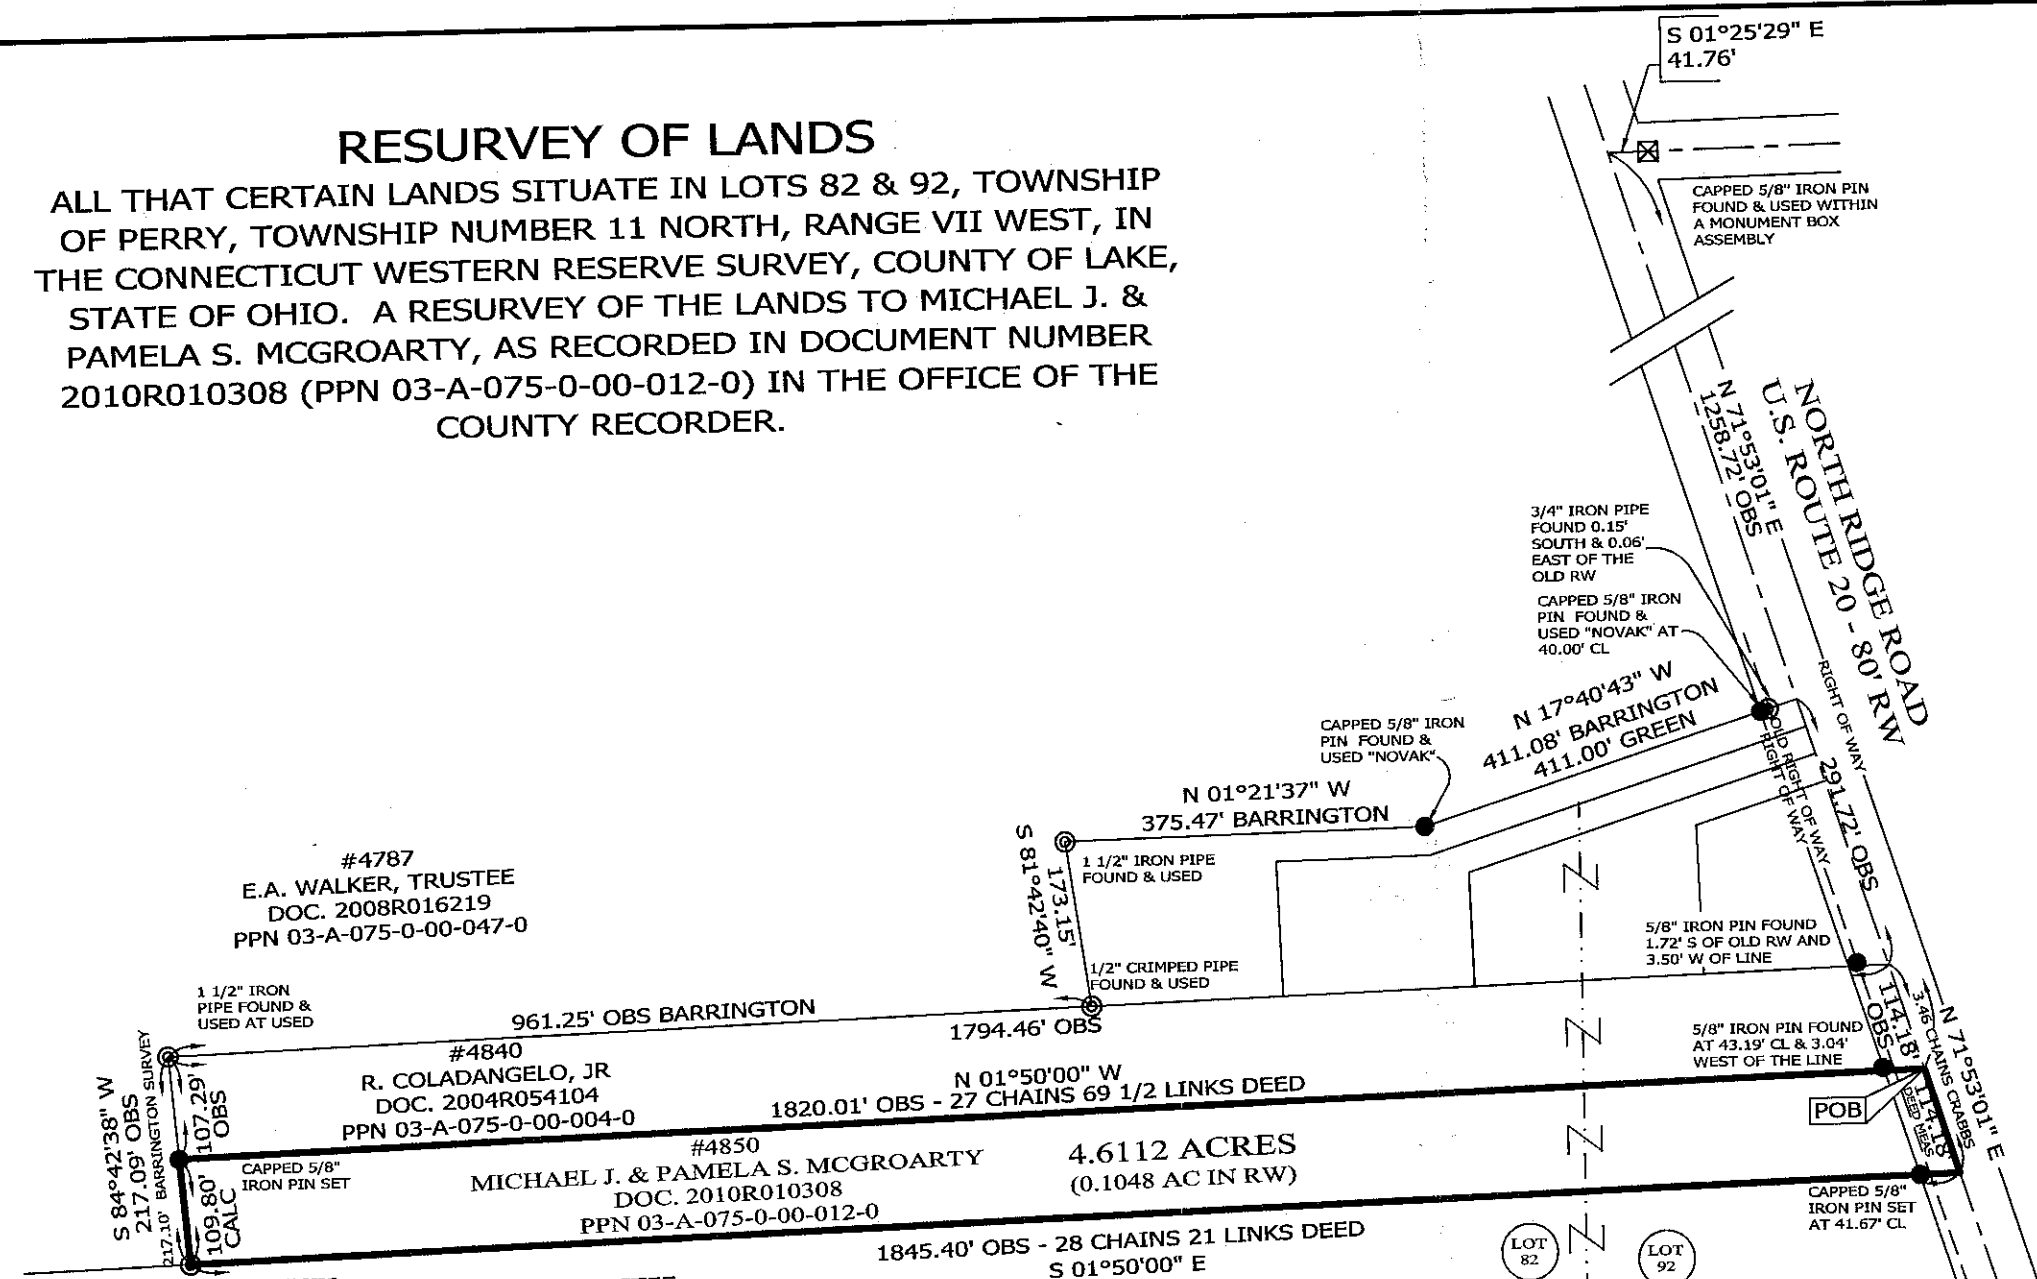 S 01°25'29" E
41.76'
RESURVEY OF LANDS
ALL THAT CERTAIN LANDS SITUATE IN LOTS 82 & 92, TOWNSHIP
OF PERRY, TOWNSHIP NUMBER 11 NORTH, RANGE VII WEST, IN
THE CONNECTICUT WESTERN RESERVE SURVEY, COUNTY OF LAKE,
STATE OF OHIO. A RESURVEY OF THE LANDS TO MICHAEL J. &
PAMELA S. MCGROARTY, AS RECORDED IN DOCUMENT NUMBER
2010R010308 (PPN 03-A-075-0-00-012-0) IN THE OFFICE OF THE
COUNTY RECORDER.
CAPPED 5/8" IRON PIN
FOUND & USED WITHIN
A MONUMENT BOX
ASSEMBLY
NORTH RIDGE ROAD
U.S. ROUTE 20 - 80' RW
N 71°53'01" E
1258.72' OBS
3/4" IRON PIPE
FOUND 0.15'
SOUTH & 0.06'
EAST OF THE
OLD RW
CAPPED 5/8" IRON
PIN FOUND &
USED "NOVAK" AT
40.00' CL
RIGHT OF WAY
OLD RIGHT OF WAY
RIGHT OF WAY
N 17°40'43" W
411.08' BARRINGTON
411.00' GREEN
CAPPED 5/8" IRON
PIN FOUND &
USED "NOVAK"
291.72' OBS
N 01°21'37" W
375.47' BARRINGTON
S 81°42'40" W
173.15'
1 1/2" IRON PIPE
FOUND & USED
#4787
E.A. WALKER, TRUSTEE
DOC. 2008R016219
PPN 03-A-075-0-00-047-0
5/8" IRON PIN FOUND
1.72' S OF OLD RW AND
3.50' W OF LINE
1/2" CRIMPED PIPE
FOUND & USED
1 1/2" IRON
PIPE FOUND &
USED AT USED
961.25' OBS BARRINGTON
1794.46' OBS
114.18'
OBS
3.46 CHAINS CRABBS
N 71°53'01" E
5/8" IRON PIN FOUND
AT 43.19' CL & 3.04'
WEST OF THE LINE
#4840
R. COLADANGELO, JR
DOC. 2004R054104
PPN 03-A-075-0-00-004-0
N 01°50'00" W
1820.01' OBS - 27 CHAINS 69 1/2 LINKS DEED
S 84°42'38" W
217.09' OBS
217.10' BARRINGTON SURVEY
107.29'
OBS
POB
114.18'
DEED MEAS
CAPPED 5/8"
IRON PIN SET
#4850
MICHAEL J. & PAMELA S. MCGROARTY
DOC. 2010R010308
PPN 03-A-075-0-00-012-0
4.6112 ACRES
(0.1048 AC IN RW)
109.80'
CALC
CAPPED 5/8"
IRON PIN SET
AT 41.67' CL
1845.40' OBS - 28 CHAINS 21 LINKS DEED
S 01°50'00" E
LOT
82
LOT
92